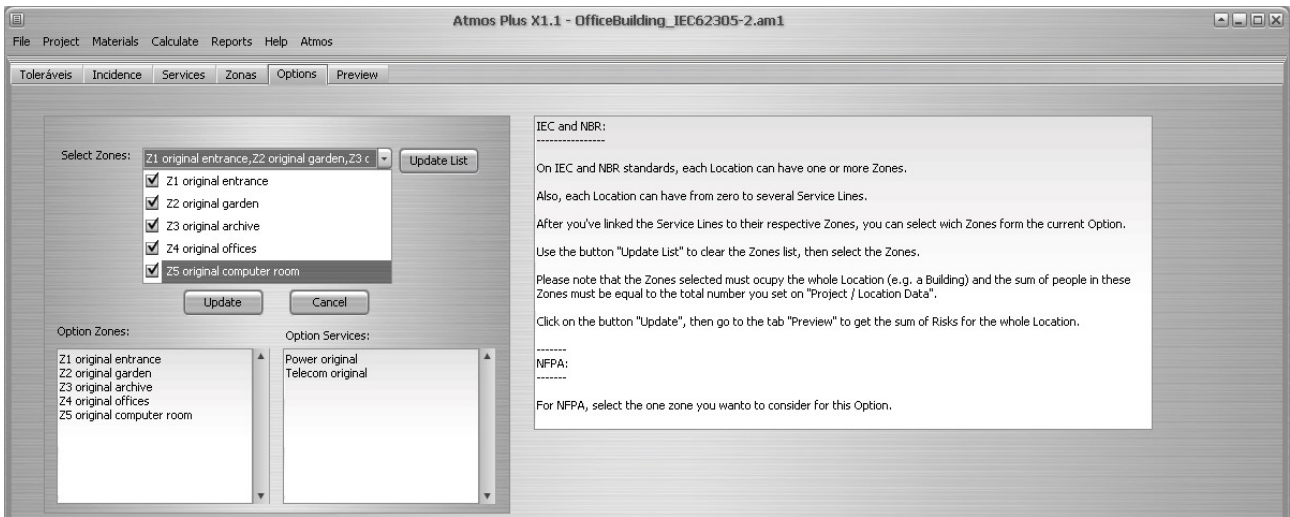 Atmos Plus X1.1 - OfficeBuilding_IEC62305-2.am1
File Project Materials Calculate Reports Help Atmos
Toleráveis Incidence Services Zonas Options Preview
Select Zones: Z1 original entrance,Z2 original garden,Z3 c Update List
Z1 original entrance
Z2 original garden
Z3 original archive
Z4 original offices
Z5 original computer room
Update Cancel
Option Zones:
Z1 original entrance
Z2 original garden
Z3 original archive
Z4 original offices
Z5 original computer room
Option Services:
Power original
Telecom original
IEC and NBR:
----------------
On IEC and NBR standards, each Location can have one or more Zones.
Also, each Location can have from zero to several Service Lines.
After you've linked the Service Lines to their respective Zones, you can select wich Zones form the current Option.
Use the button "Update List" to clear the Zones list, then select the Zones.
Please note that the Zones selected must ocupy the whole Location (e.g. a Building) and the sum of people in these
Zones must be equal to the total number you set on "Project / Location Data".
Click on the button "Update", then go to the tab "Preview" to get the sum of Risks for the whole Location.
-------
NFPA:
-------
For NFPA, select the one zone you wanto to consider for this Option.